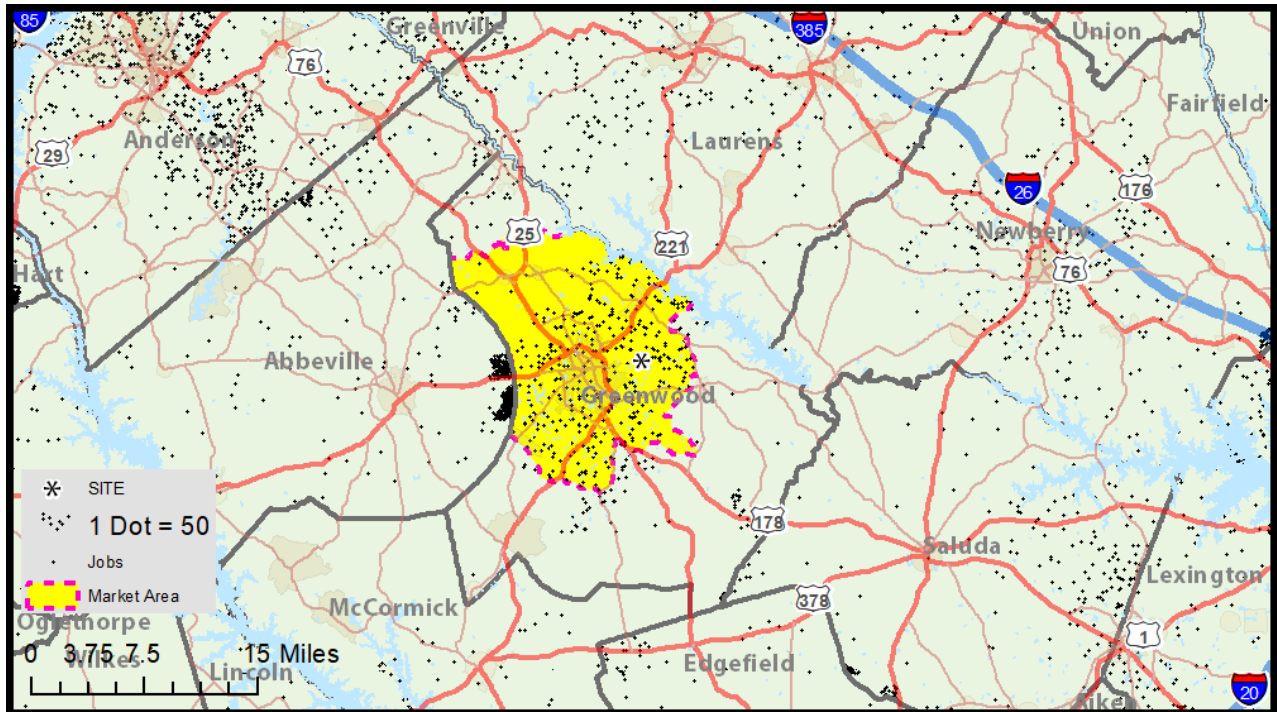 85
Greenville
385
Union
76
Fairfield
Anderson
Laurens
29
26
176
25
221
Newberry
Hart
76
Abbeville
Greenwood
SITE
1 Dot = 50
178
Jobs
Saluda
Lexington
Market Area
McCormick
378
Oglethorpe
1
0 3.75 7.5 15 Miles
Wilkes
Edgefield
Lincoln
20
Aiken